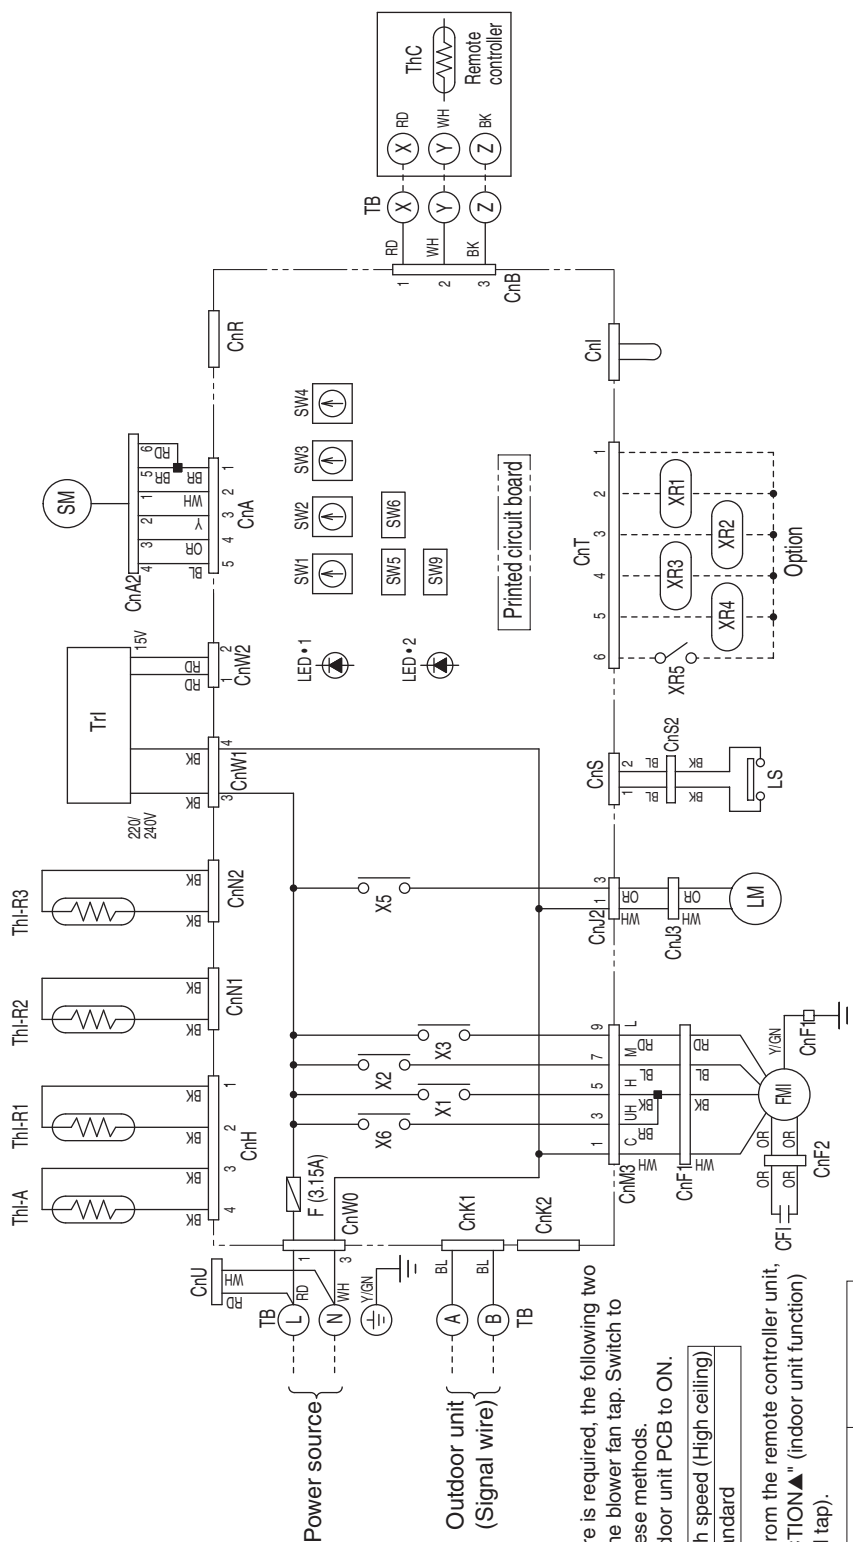 ThI-A
ThI-R1
ThI-R2
ThI-R3
BK
BK
BK
BK
BK
BK
BK
BK
4
3
2
1
CnH
CnN1
CnN2
TrI
220/
240V
15V
BK
BK
RD
RD
3
4
1
2
CnW1
CnW2
SM
CnA2
4
3
2
1
5
6
BL
OR
Y
WH
BR
BR
RD
5
4
3
2
1
CnA
CnR
CnU
RD
WH
Power source
TB
L
N
RD
WH
Y/GN
1
3
CnW0
F (3.15A)
Outdoor unit
(Signal wire)
A
B
TB
BL
BL
CnK1
CnK2
X6
X1
X2
X3
X5
LED•1
LED•2
SW1
SW2
SW3
SW4
SW5
SW6
SW9
Printed circuit board
1
2
3
CnB
RD
WH
BK
TB
X
Y
Z
X
Y
Z
RD
WH
BK
ThC
Remote
controller
CnM3
1
3
5
7
9
C
UH
H
M
L
WH
BR
BK
BL
RD
CnF1
WH
BK
BL
RD
FMI
Y/GN
CnF1
OR
OR
OR
OR
CnF2
CFI
CnJ2
1
3
WH
OR
CnJ3
WH
OR
LM
CnS
1
2
BL
BL
CnS2
BK
BK
LS
CnT
6
5
4
3
2
1
XR5
XR4
XR3
XR2
XR1
Option
CnI
re is required, the following two
ne blower fan tap. Switch to
ese methods.
door unit PCB to ON.
h speed (High ceiling)
andard
rom the remote controller unit,
CTION▲" (indoor unit function)
d tap).